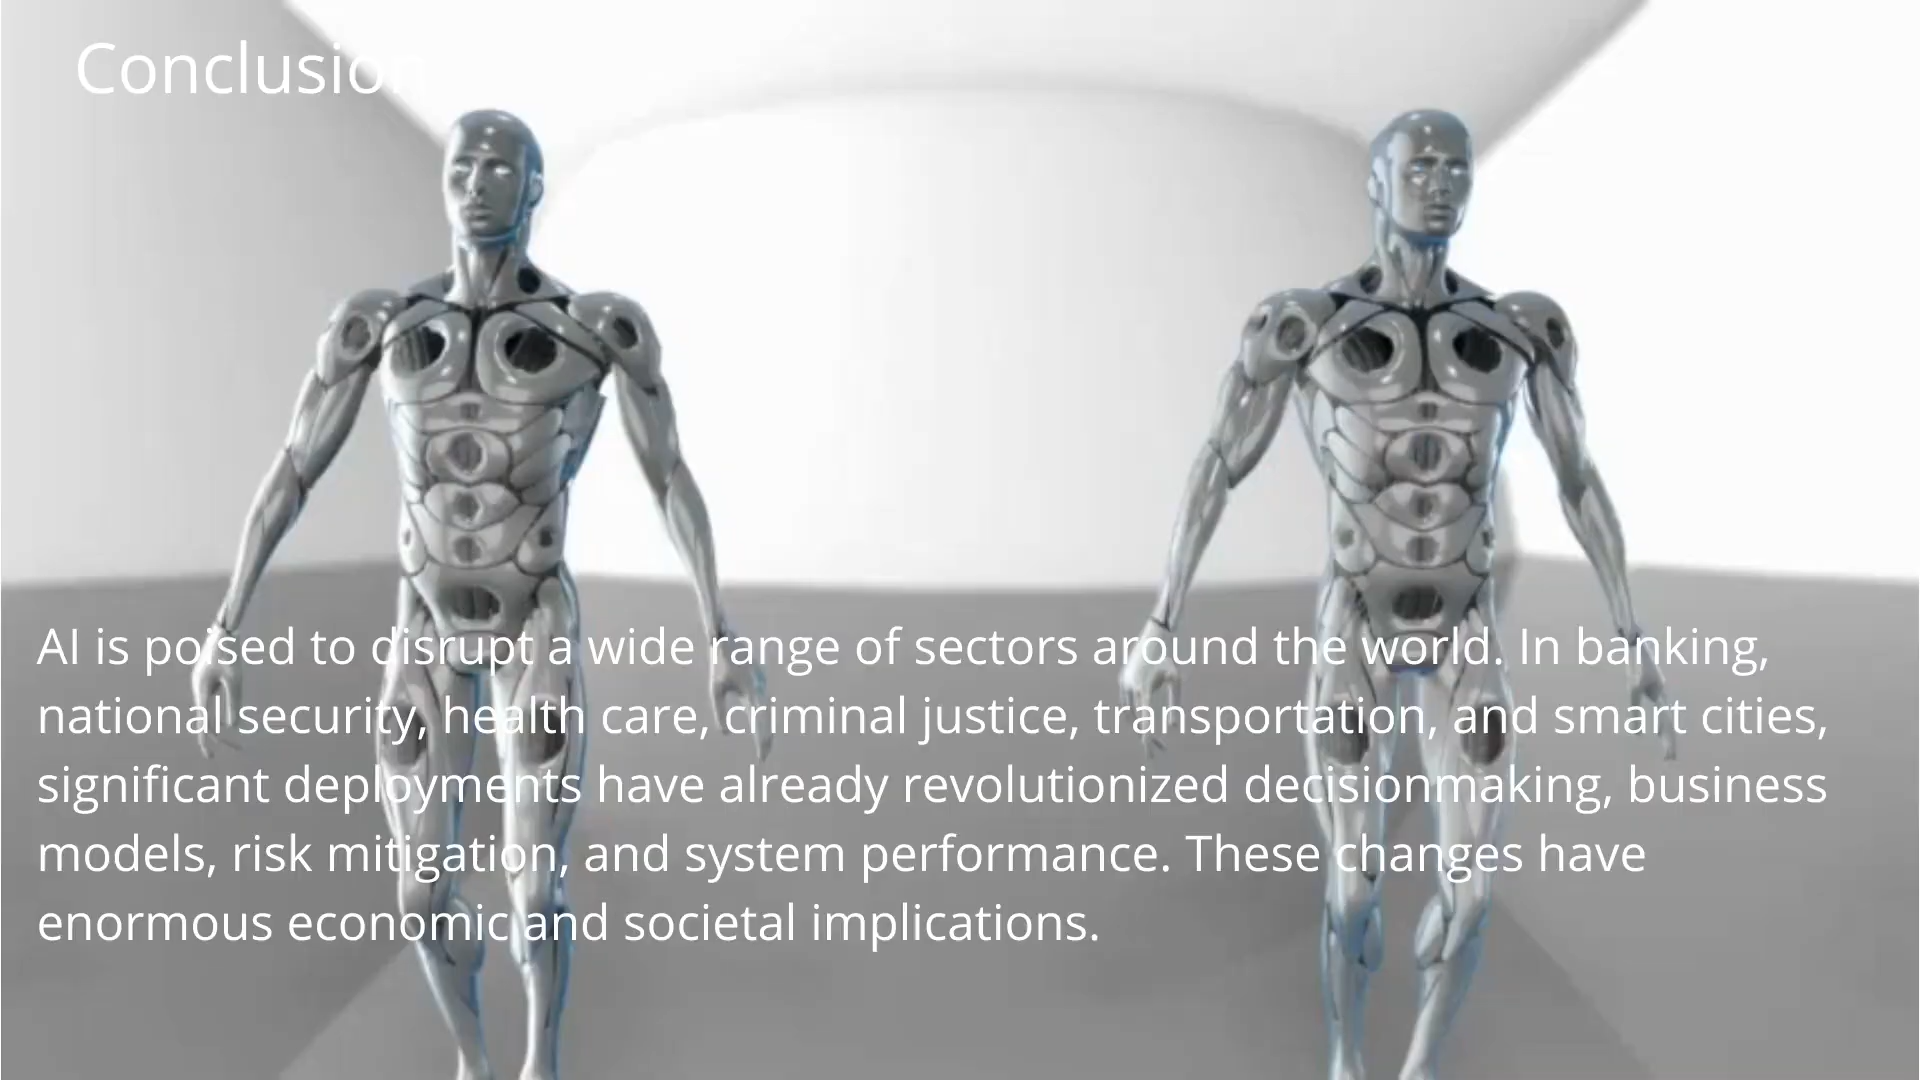 Conclusion
AI is poised to disrupt a wide range of sectors around the world. In banking,
national security, health care, criminal justice, transportation, and smart cities,
significant deployments have already revolutionized decisionmaking, business
models, risk mitigation, and system performance. These changes have
enormous economic and societal implications.